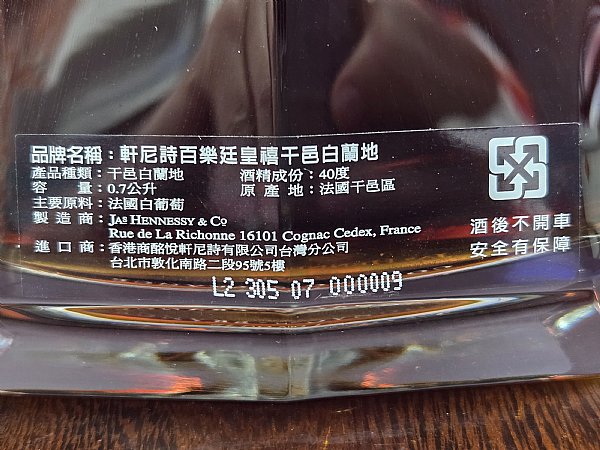 品牌名稱：軒尼詩百樂廷皇禧干邑白蘭地
產品種類：干邑白蘭地 酒精成份：40度
容 量：0.7公升 原 產 地：法國干邑區
主要原料：法國白葡萄
製 造 商：JAS HENNESSY & CO
Rue de La Richonne 16101 Cognac Cedex, France
進 口 商：香港商酩悅軒尼詩有限公司台灣分公司
台北市敦化南路二段95號5樓
酒後不開車
安全有保障
L2 305 07 000009